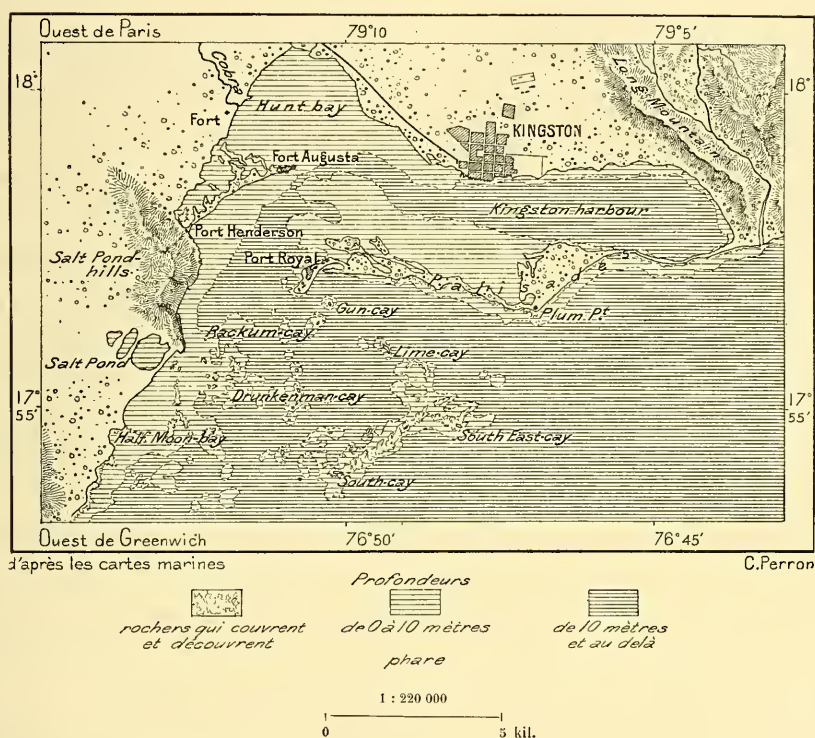 Ouest de Paris 79°10 79°5'
18° 18°
Cobre
Long Mountain
Hunt bay
Fort
KINGSTON
Fort Augusta
Kingston-harbour
Port Henderson
Salt Pond-hills
Port Royal
Palisades
Plum. Pt
Gun-cay
Rackum-cay
Lime-cay
Salt Pond
Drunkenman-cay
17° 55' 17° 55'
Half Moon-bay
South East-cay
South-cay
Ouest de Greenwich 76°50 76°45'
d'après les cartes marines C. Perron
Profondeurs
rochers qui couvrent et découvrent
de 0 à 10 mètres
de 10 mètres et au delà
phare
1 : 220 000
0 5 kil.